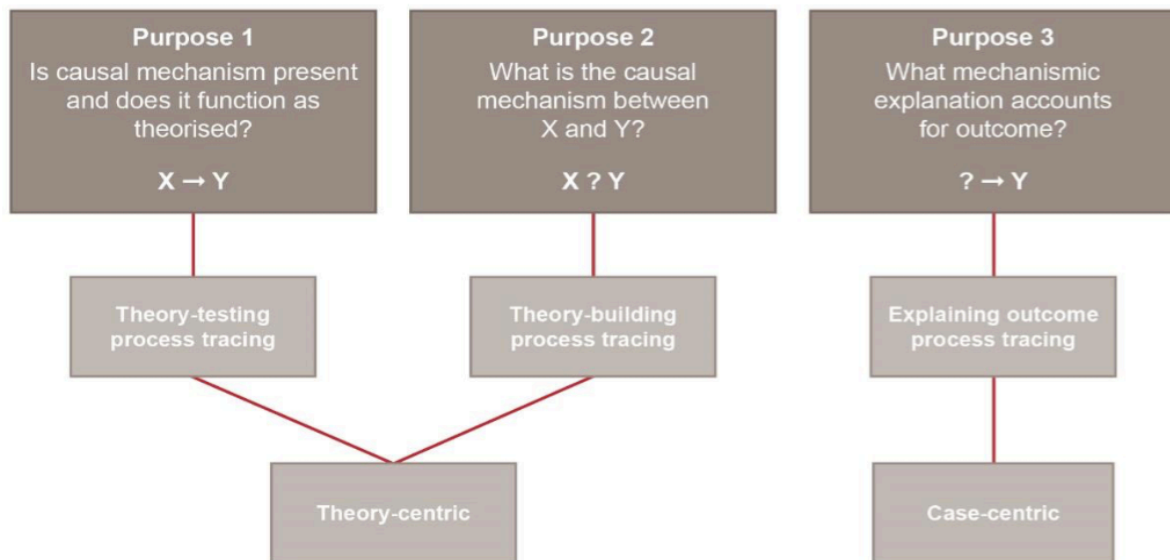 Purpose 1
Is causal mechanism present
and does it function as
theorised?
X → Y
Purpose 2
What is the causal
mechanism between
X and Y?
X ? Y
Purpose 3
What mechanismic
explanation accounts
for outcome?
? → Y
Theory-testing
process tracing
Theory-building
process tracing
Explaining outcome
process tracing
Theory-centric
Case-centric